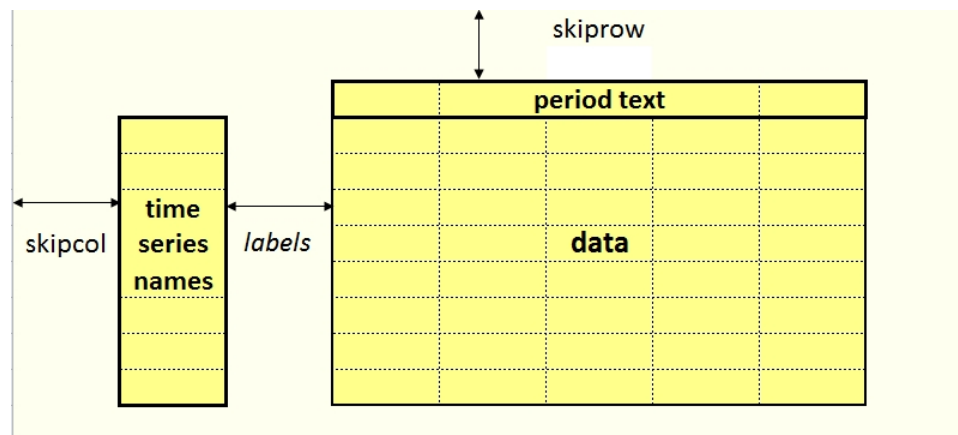 skiprow
period text
time
series
names
skipcol
labels
data